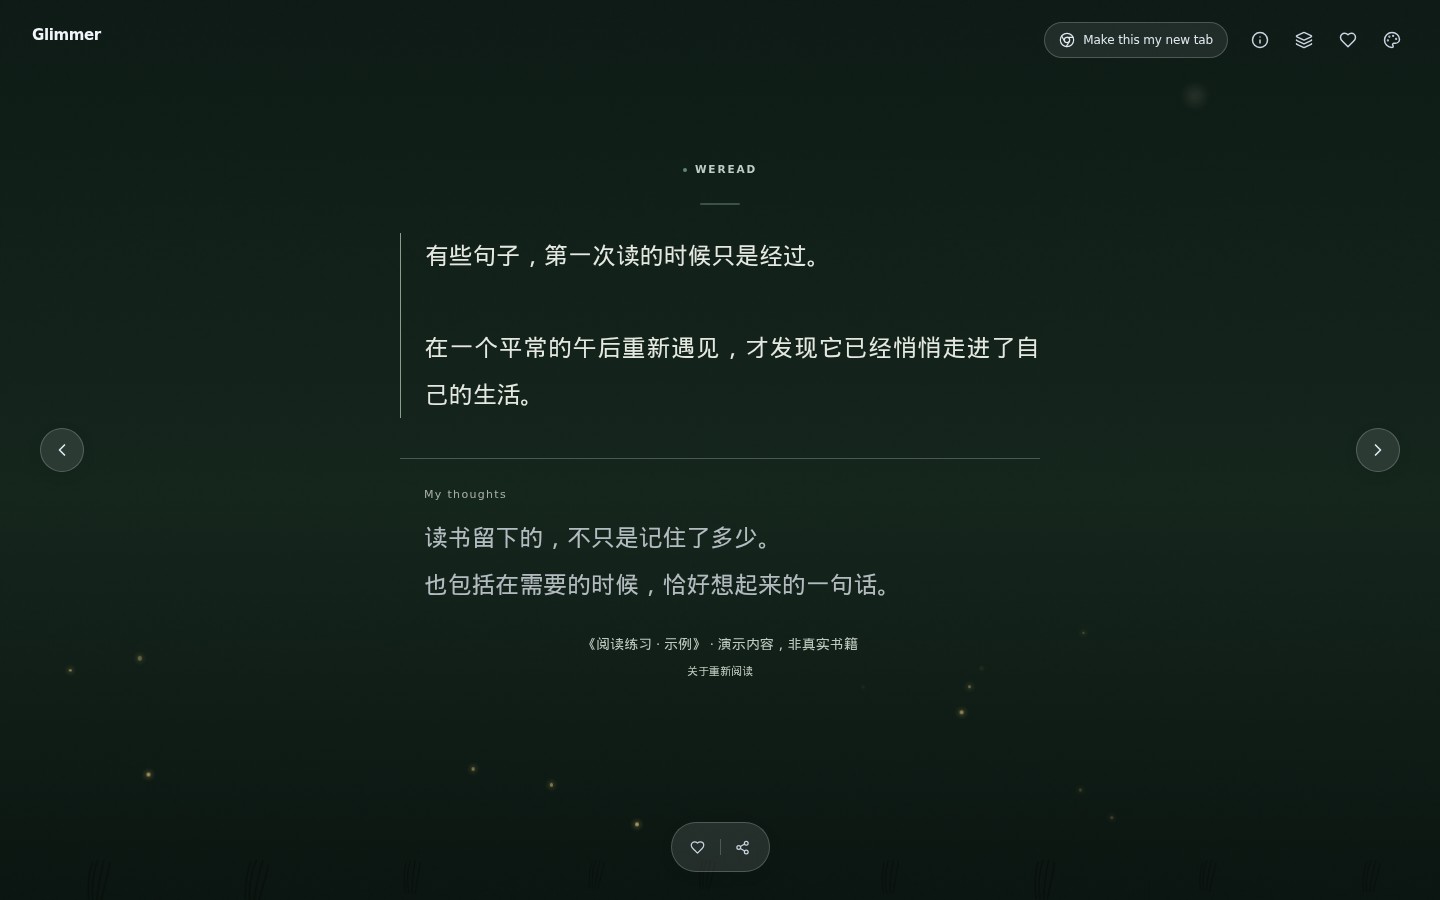 Glimmer
Make this my new tab
WEREAD
有些句子，第一次读的时候只是经过。
在一个平常的午后重新遇见，才发现它已经悄悄走进了自
己的生活。
My thoughts
读书留下的，不只是记住了多少。
也包括在需要的时候，恰好想起来的一句话。
《阅读练习 · 示例》 · 演示内容，非真实书籍
关于重新阅读